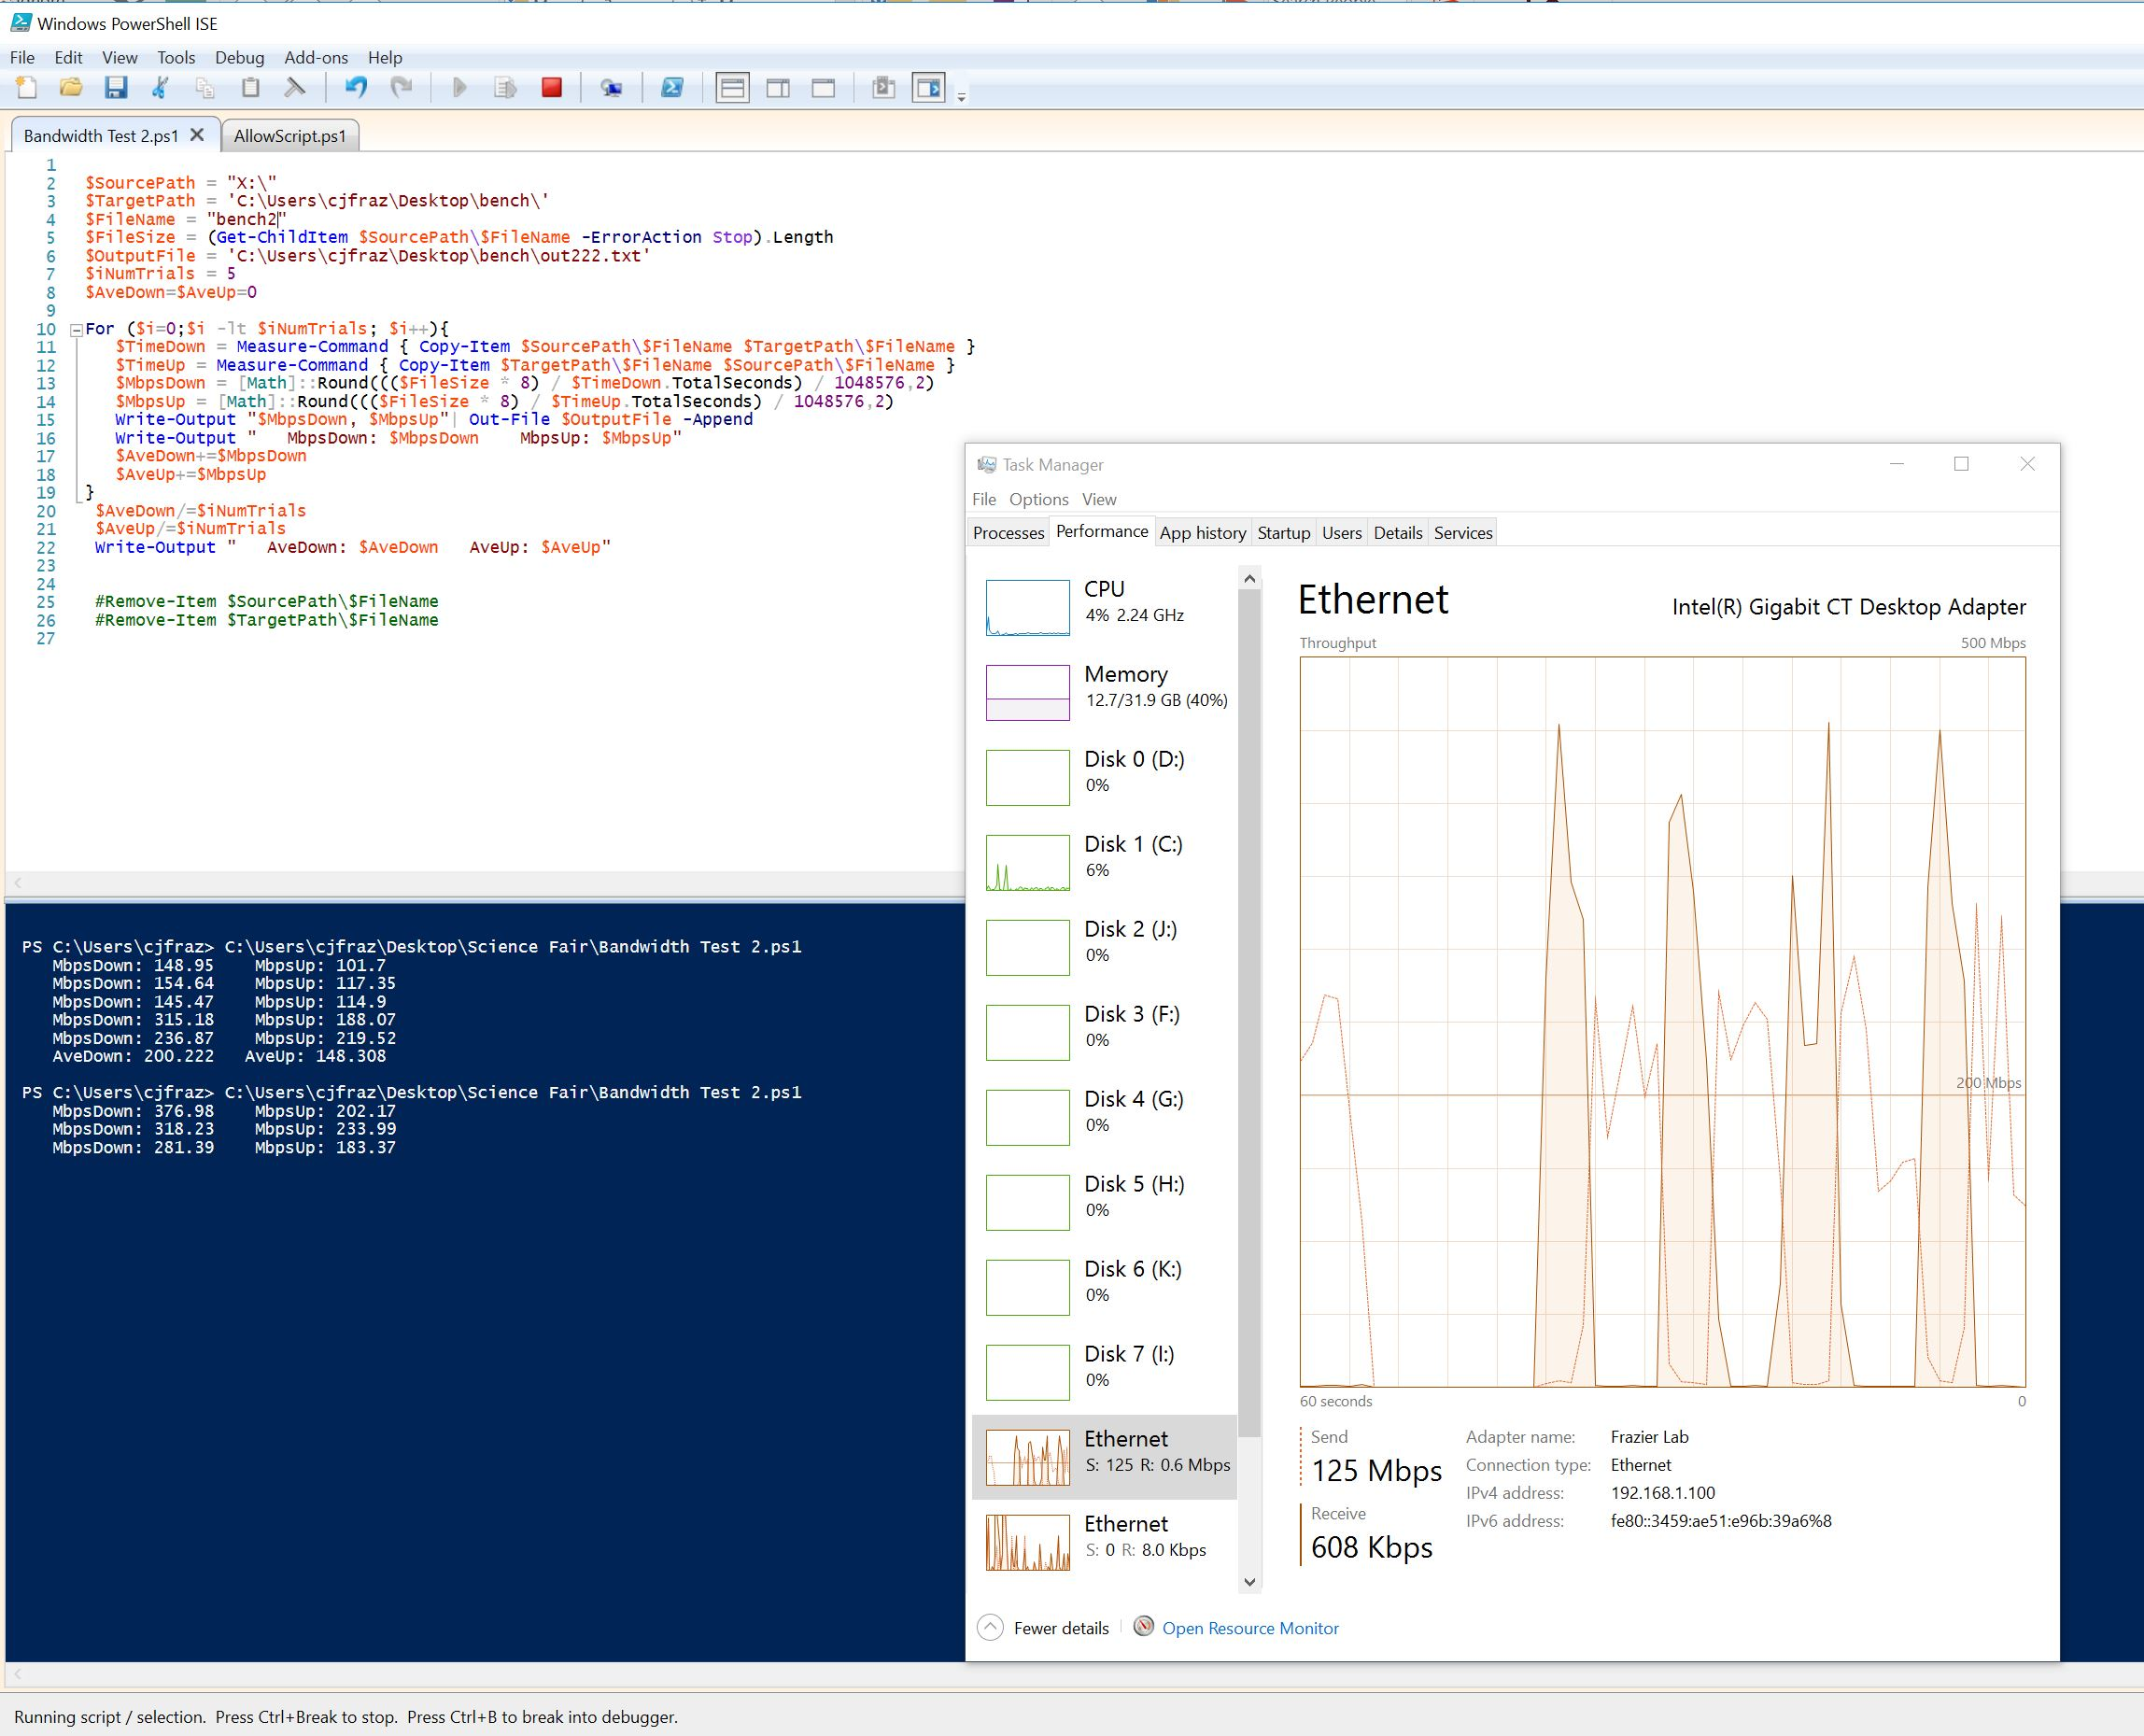 Windows PowerShell ISE
File Edit View Tools Debug Add-ons Help
Bandwidth Test 2.ps1 AllowScript.ps1
1
2 $SourcePath = "X:\"
3 $TargetPath = 'C:\Users\cjfraz\Desktop\bench\'
4 $FileName = "bench2"
5 $FileSize = (Get-ChildItem $SourcePath\$FileName -ErrorAction Stop).Length
6 $OutputFile = 'C:\Users\cjfraz\Desktop\bench\out222.txt'
7 $iNumTrials = 5
8 $AveDown=$AveUp=0
9
10 For ($i=0;$i -lt $iNumTrials; $i++){
11 $TimeDown = Measure-Command { Copy-Item $SourcePath\$FileName $TargetPath\$FileName }
12 $TimeUp = Measure-Command { Copy-Item $TargetPath\$FileName $SourcePath\$FileName }
13 $MbpsDown = [Math]::Round((($FileSize * 8) / $TimeDown.TotalSeconds) / 1048576,2)
14 $MbpsUp = [Math]::Round((($FileSize * 8) / $TimeUp.TotalSeconds) / 1048576,2)
15 Write-Output "$MbpsDown, $MbpsUp"| Out-File $OutputFile -Append
16 Write-Output "   MbpsDown: $MbpsDown    MbpsUp: $MbpsUp"
17 $AveDown+=$MbpsDown
18 $AveUp+=$MbpsUp
19 }
20 $AveDown/=$iNumTrials
21 $AveUp/=$iNumTrials
22 Write-Output "   AveDown: $AveDown   AveUp: $AveUp"
23
24
25 #Remove-Item $SourcePath\$FileName
26 #Remove-Item $TargetPath\$FileName
27
PS C:\Users\cjfraz> C:\Users\cjfraz\Desktop\Science Fair\Bandwidth Test 2.ps1
MbpsDown: 148.95    MbpsUp: 101.7
MbpsDown: 154.64    MbpsUp: 117.35
MbpsDown: 145.47    MbpsUp: 114.9
MbpsDown: 315.18    MbpsUp: 188.07
MbpsDown: 236.87    MbpsUp: 219.52
AveDown: 200.222   AveUp: 148.308
PS C:\Users\cjfraz> C:\Users\cjfraz\Desktop\Science Fair\Bandwidth Test 2.ps1
MbpsDown: 376.98    MbpsUp: 202.17
MbpsDown: 318.23    MbpsUp: 233.99
MbpsDown: 281.39    MbpsUp: 183.37
Task Manager
File Options View
Processes Performance App history Startup Users Details Services
CPU
4% 2.24 GHz
Memory
12.7/31.9 GB (40%)
Disk 0 (D:)
0%
Disk 1 (C:)
6%
Disk 2 (J:)
0%
Disk 3 (F:)
0%
Disk 4 (G:)
0%
Disk 5 (H:)
0%
Disk 6 (K:)
0%
Disk 7 (I:)
0%
Ethernet
S: 125 R: 0.6 Mbps
Ethernet
S: 0 R: 8.0 Kbps
Ethernet Intel(R) Gigabit CT Desktop Adapter
Throughput 500 Mbps
200 Mbps
60 seconds 0
Send
125 Mbps
Receive
608 Kbps
Adapter name: Frazier Lab
Connection type: Ethernet
IPv4 address: 192.168.1.100
IPv6 address: fe80::3459:ae51:e96b:39a6%8
Fewer details Open Resource Monitor
Running script / selection.  Press Ctrl+Break to stop.  Press Ctrl+B to break into debugger.